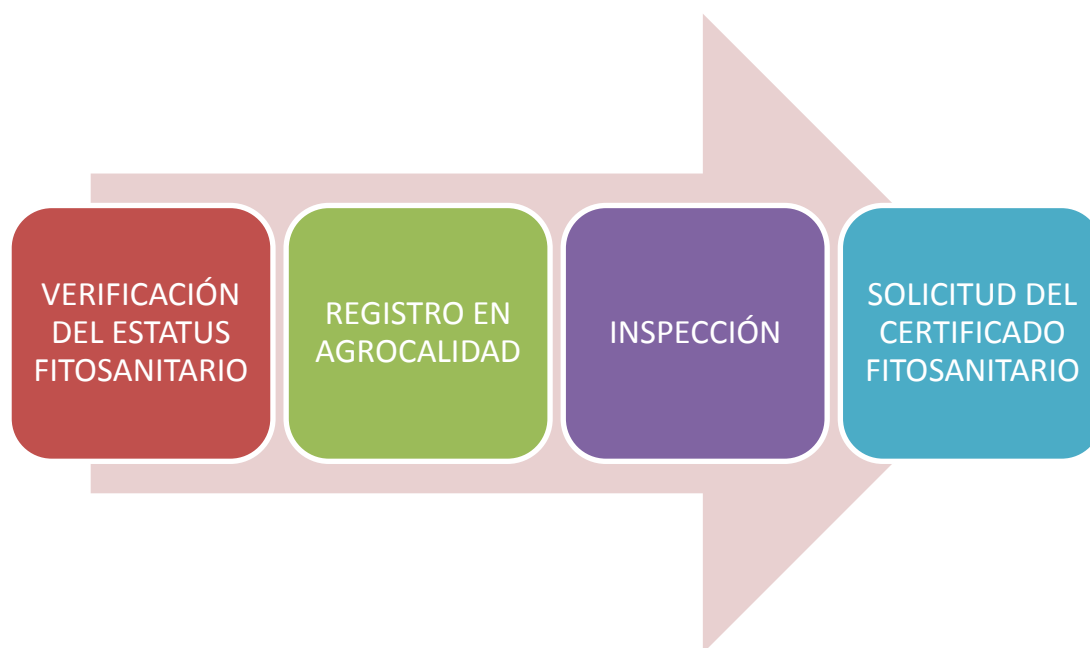 VERIFICACIÓN
DEL ESTATUS
FITOSANITARIO
REGISTRO EN
AGROCALIDAD
INSPECCIÓN
SOLICITUD DEL
CERTIFICADO
FITOSANITARIO